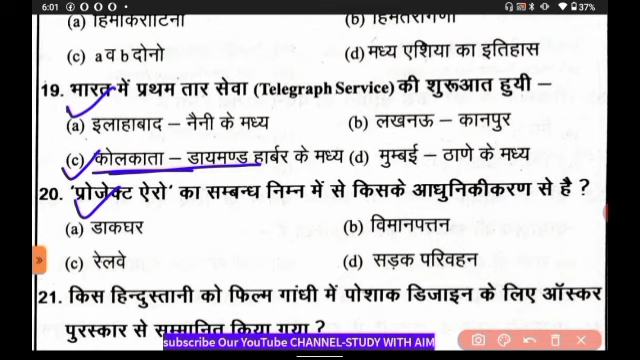 6:01 37%
(a) हिमाकिरीटिनी (b) हिमतरंगिणी
(c) a व b दोनो (d) मध्य एशिया का इतिहास
19. भारत में प्रथम तार सेवा (Telegraph Service) की शुरूआत हुयी –
(a) इलाहाबाद – नैनी के मध्य (b) लखनऊ – कानपुर
(c) कोलकाता – डायमण्ड हार्बर के मध्य (d) मुम्बई – ठाणे के मध्य
20. 'प्रोजेक्ट ऐरो' का सम्बन्ध निम्न में से किसके आधुनिकीकरण से है ?
(a) डाकघर (b) विमानपत्तन
(c) रेलवे (d) सड़क परिवहन
21. किस हिन्दुस्तानी को फिल्म गांधी में पोशाक डिजाइन के लिए ऑस्कर
पुरस्कार से सम्मानित किया गया ?
subscribe Our YouTube CHANNEL-STUDY WITH AIM